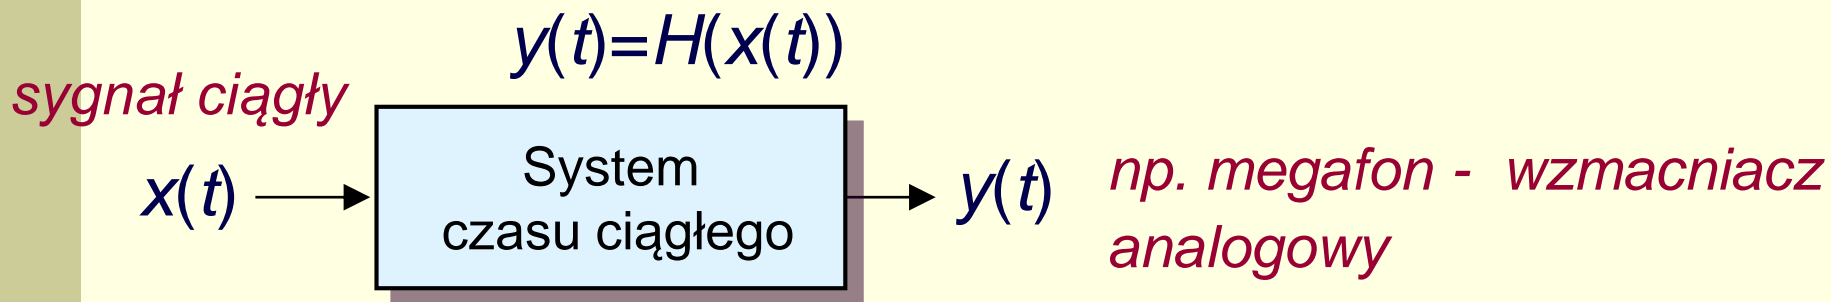 y(t)=H(x(t))
sygnał ciągły
x(t)
System
czasu ciągłego
y(t)
np. megafon - wzmacniacz
analogowy